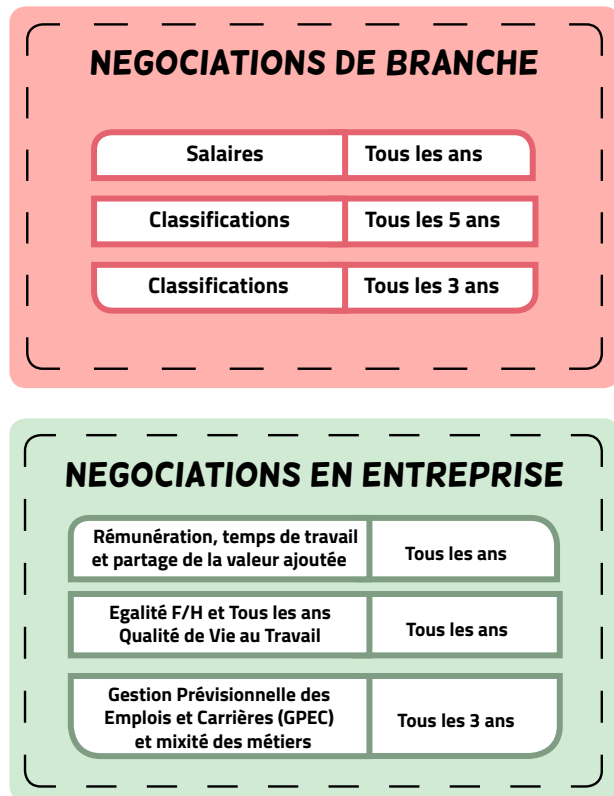 NEGOCIATIONS DE BRANCHE
Salaires Tous les ans
Classifications Tous les 5 ans
Classifications Tous les 3 ans
NEGOCIATIONS EN ENTREPRISE
Rémunération, temps de travail
et partage de la valeur ajoutée
Tous les ans
Egalité F/H et Tous les ans
Qualité de Vie au Travail
Tous les ans
Gestion Prévisionnelle des
Emplois et Carrières (GPEC)
et mixité des métiers
Tous les 3 ans